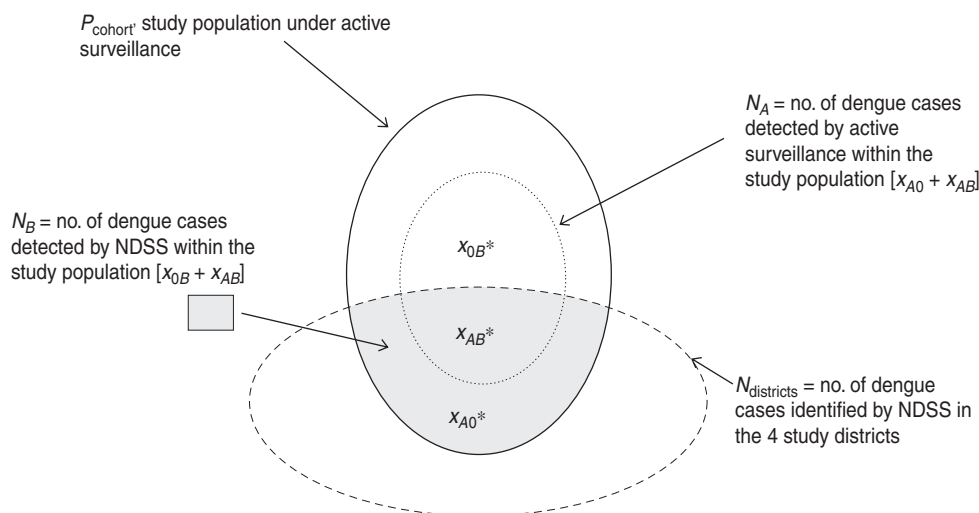 P_cohort, study population under active
surveillance
N_A = no. of dengue cases
detected by active
surveillance within the
study population [x_A0 + x_AB]
N_B = no. of dengue cases
detected by NDSS within the
study population [x_0B + x_AB]
x_0B*
x_AB*
x_A0*
N_districts = no. of dengue
cases identified by NDSS in
the 4 study districts